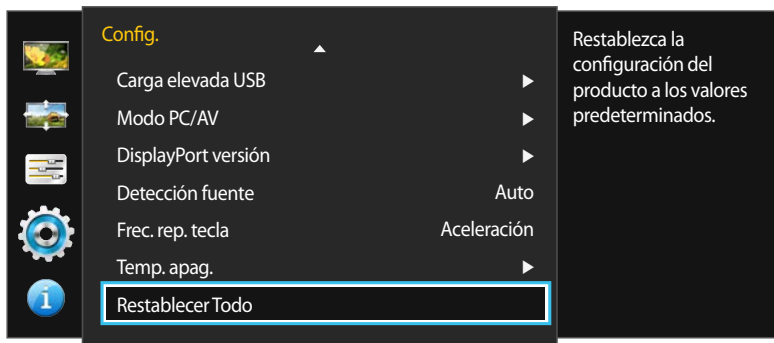 Config.
Carga elevada USB
Modo PC/AV
DisplayPort versión
Detección fuente Auto
Frec. rep. tecla Aceleración
Temp. apag.
Restablecer Todo
Restablezca la
configuración del
producto a los valores
predeterminados.